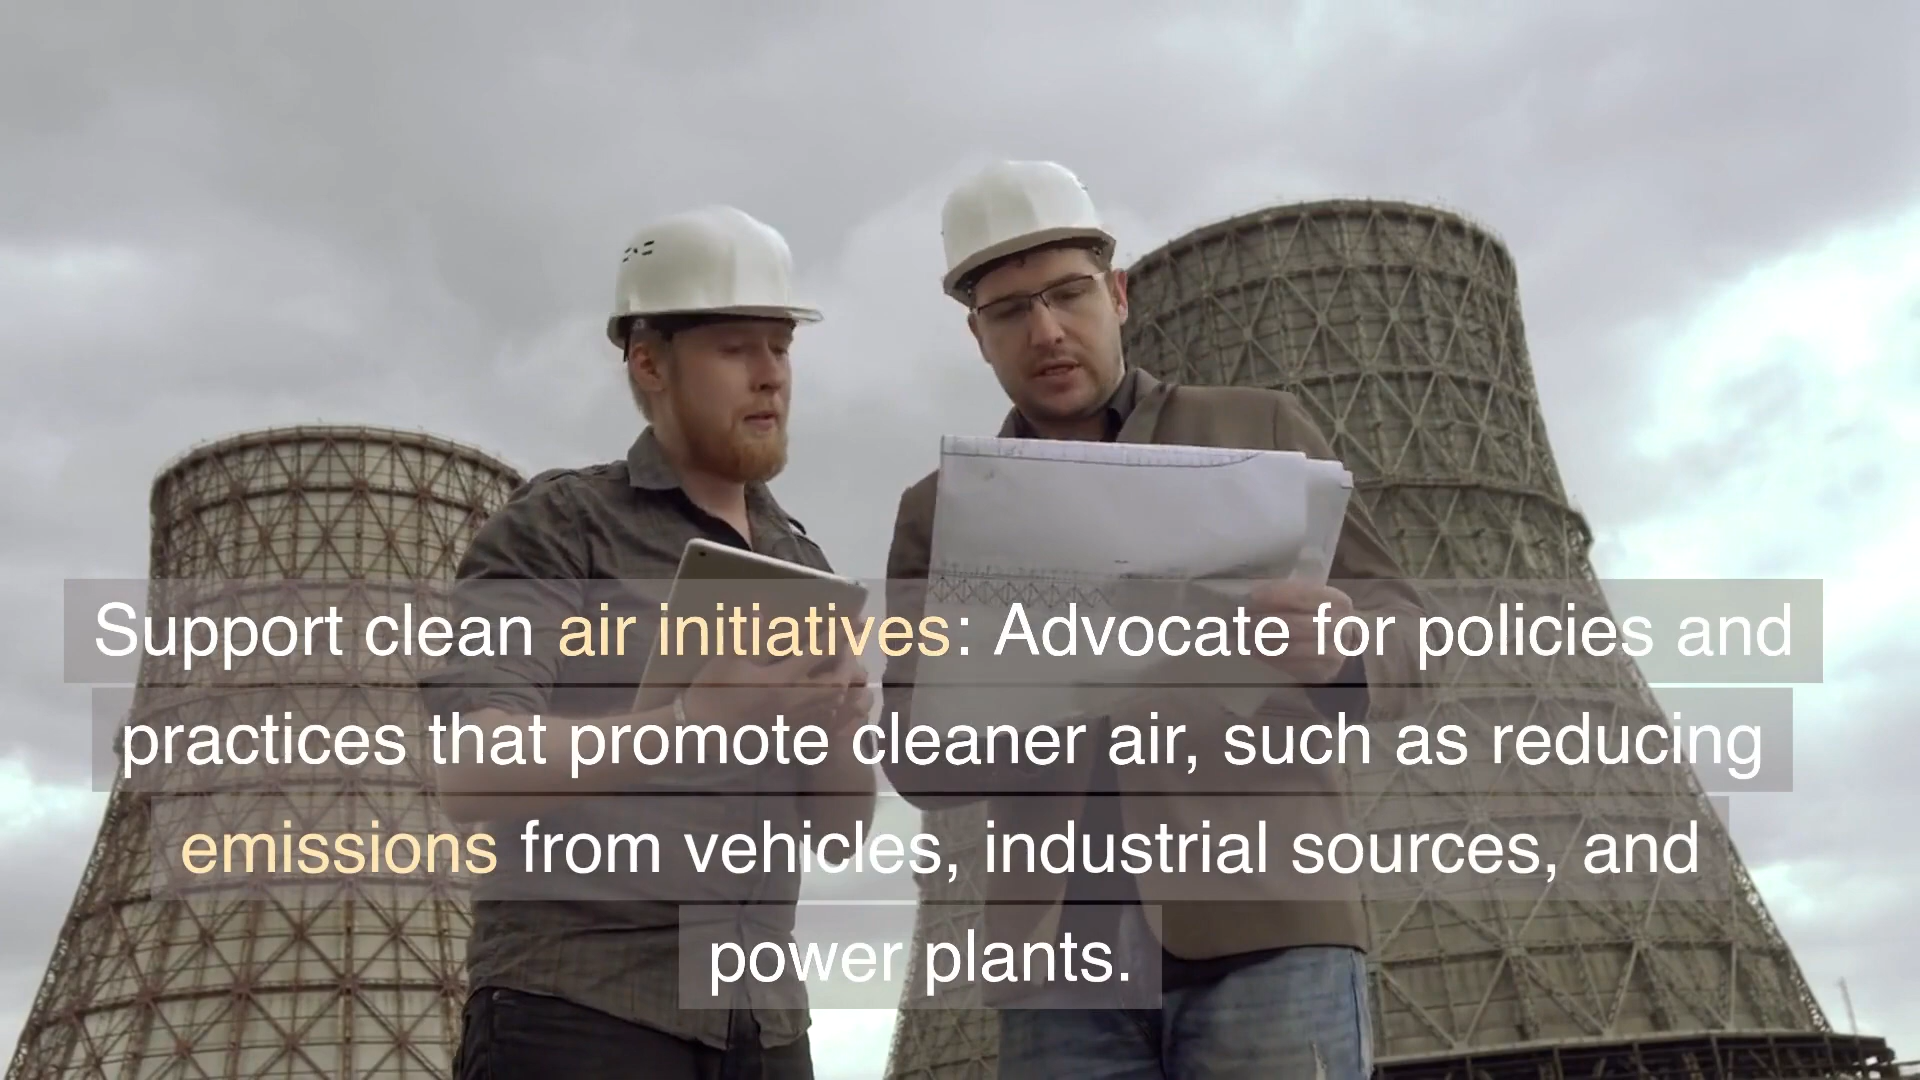 Support clean air initiatives: Advocate for policies and
practices that promote cleaner air, such as reducing
emissions from vehicles, industrial sources, and
power plants.